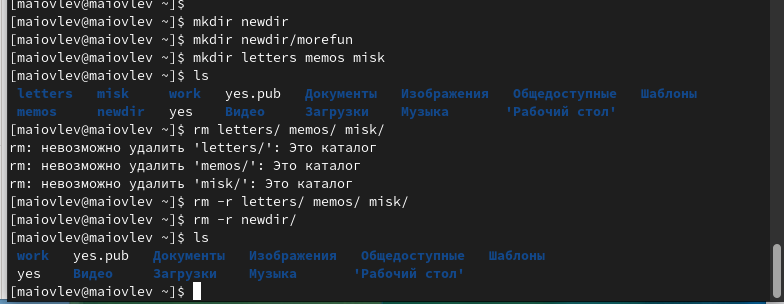 [maiovlev@maiovlev ~]$
[maiovlev@maiovlev ~]$ mkdir newdir
[maiovlev@maiovlev ~]$ mkdir newdir/morefun
[maiovlev@maiovlev ~]$ mkdir letters memos misk
[maiovlev@maiovlev ~]$ ls
letters misk work yes.pub Документы Изображения Общедоступные Шаблоны
memos newdir yes Видео Загрузки Музыка 'Рабочий стол'
[maiovlev@maiovlev ~]$ rm letters/ memos/ misk/
rm: невозможно удалить 'letters/': Это каталог
rm: невозможно удалить 'memos/': Это каталог
rm: невозможно удалить 'misk/': Это каталог
[maiovlev@maiovlev ~]$ rm -r letters/ memos/ misk/
[maiovlev@maiovlev ~]$ rm -r newdir/
[maiovlev@maiovlev ~]$ ls
work yes.pub Документы Изображения Общедоступные Шаблоны
yes Видео Загрузки Музыка 'Рабочий стол'
[maiovlev@maiovlev ~]$